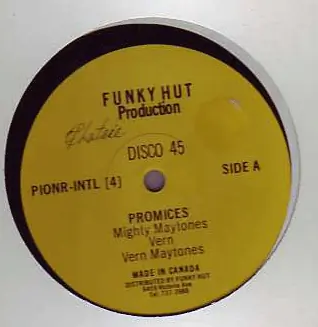 FUNKY HUT
Production
DISCO 45
PIONR-INTL [4]
SIDE A
PROMICES
Mighty Maytones
Vern
Vern Maytones
MADE IN CANADA
DISTRIBUTED BY FUNKY HUT
Tel: